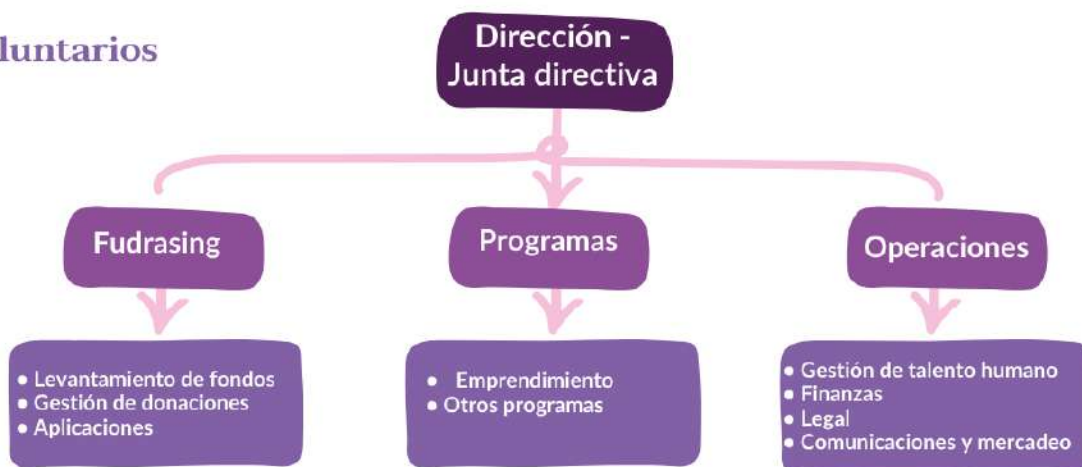 luntarios
Dirección -
Junta directiva
Fudrasing
Programas
Operaciones
• Levantamiento de fondos
• Gestión de donaciones
• Aplicaciones
• Emprendimiento
• Otros programas
• Gestión de talento humano
• Finanzas
• Legal
• Comunicaciones y mercadeo